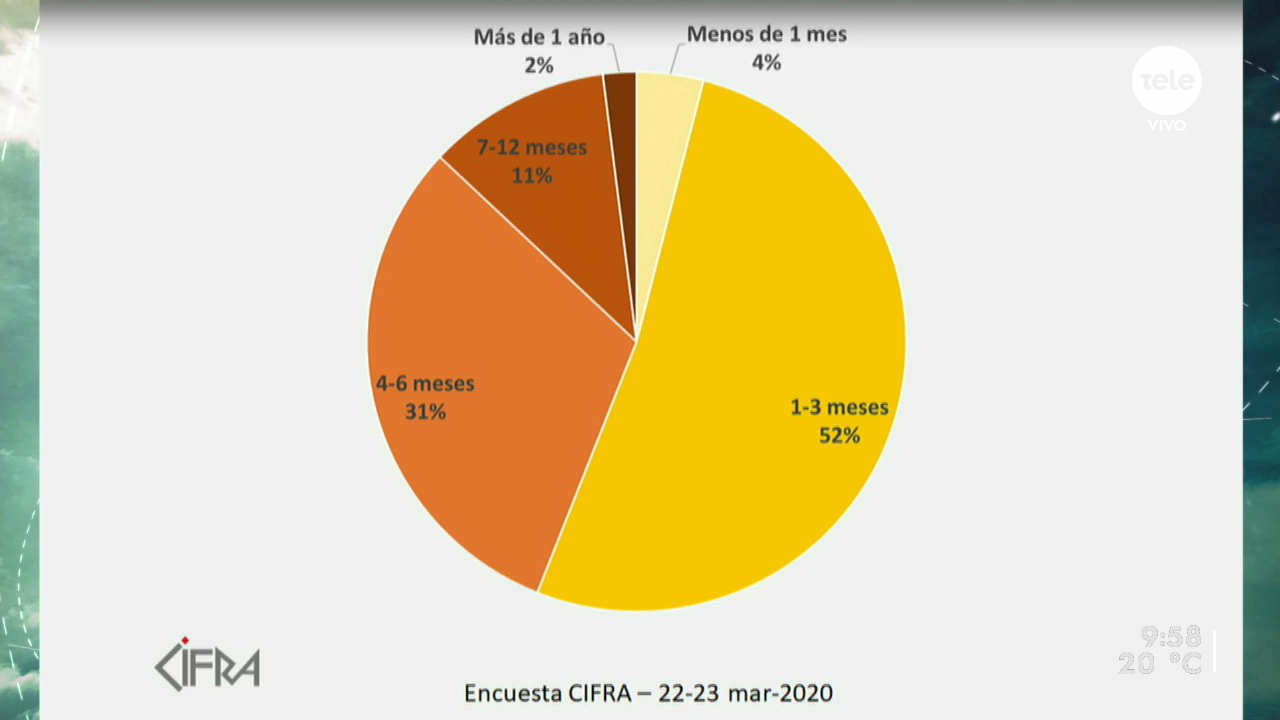 Más de 1 año
2%
Menos de 1 mes
4%
tele
VIVO
7-12 meses
11%
4-6 meses
31%
1-3 meses
52%
CIFRA
9:58
20 °C
Encuesta CIFRA – 22-23 mar-2020